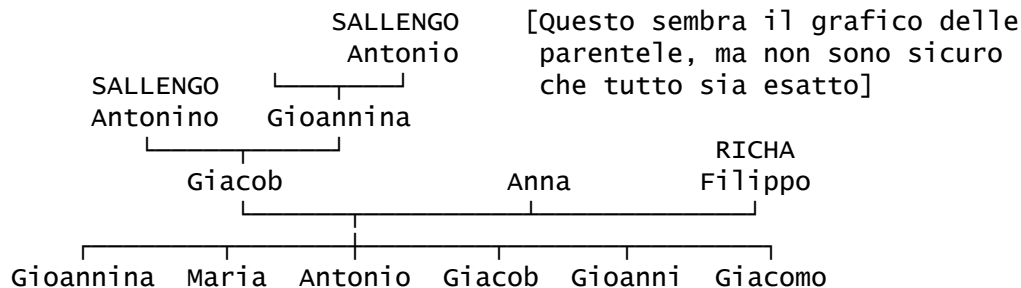 SALLENGO [Questo sembra il grafico delle
Antonio parentele, ma non sono sicuro
SALLENGO che tutto sia esatto]
Antonino Gioannina
RICHA
Giacob Anna Filippo
Gioannina Maria Antonio Giacob Gioanni Giacomo